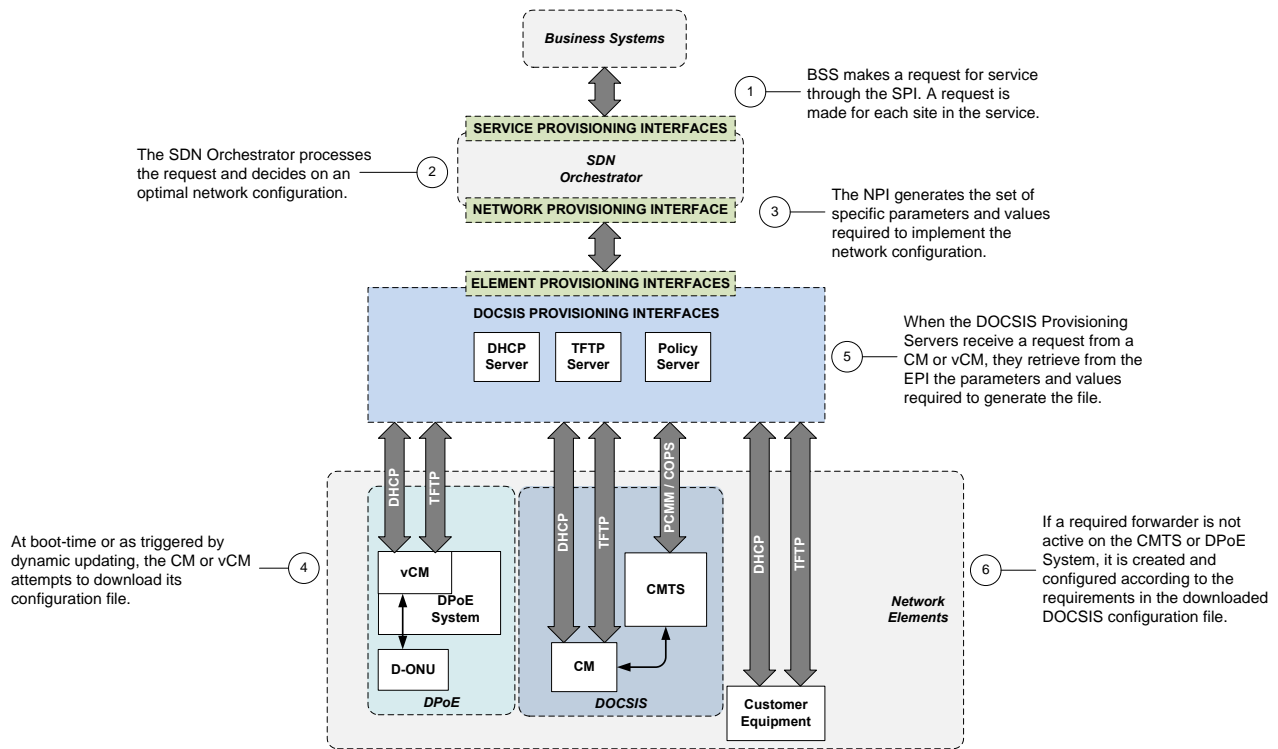 Business Systems
1
BSS makes a request for service
through the SPI. A request is
made for each site in the service.
SERVICE PROVISIONING INTERFACES
The SDN Orchestrator processes
the request and decides on an
optimal network configuration.
2
SDN
Orchestrator
NETWORK PROVISIONING INTERFACE
3
The NPI generates the set of
specific parameters and values
required to implement the
network configuration.
ELEMENT PROVISIONING INTERFACES
DOCSIS PROVISIONING INTERFACES
DHCP
Server
TFTP
Server
Policy
Server
5
When the DOCSIS Provisioning
Servers receive a request from a
CM or vCM, they retrieve from the
EPI the parameters and values
required to generate the file.
DHCP
TFTP
DHCP
TFTP
PCMM / COPS
DHCP
TFTP
At boot-time or as triggered by
dynamic updating, the CM or vCM
attempts to download its
configuration file.
4
vCM
DPoE
System
D-ONU
DPoE
CMTS
CM
DOCSIS
Customer
Equipment
Network
Elements
6
If a required forwarder is not
active on the CMTS or DPoE
System, it is created and
configured according to the
requirements in the downloaded
DOCSIS configuration file.